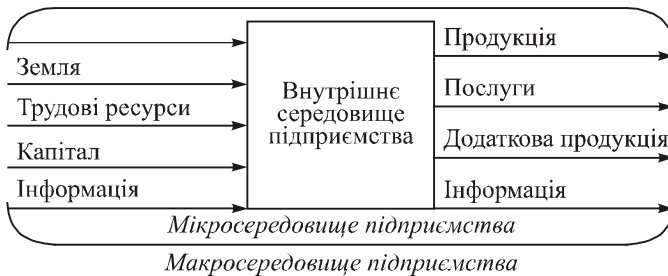 Земля
Трудові ресурси
Капітал
Інформація
Внутрішнє
середовище
підприємства
Продукція
Послуги
Додаткова продукція
Інформація
Мікросередовище підприємства
Макросередовище підприємства